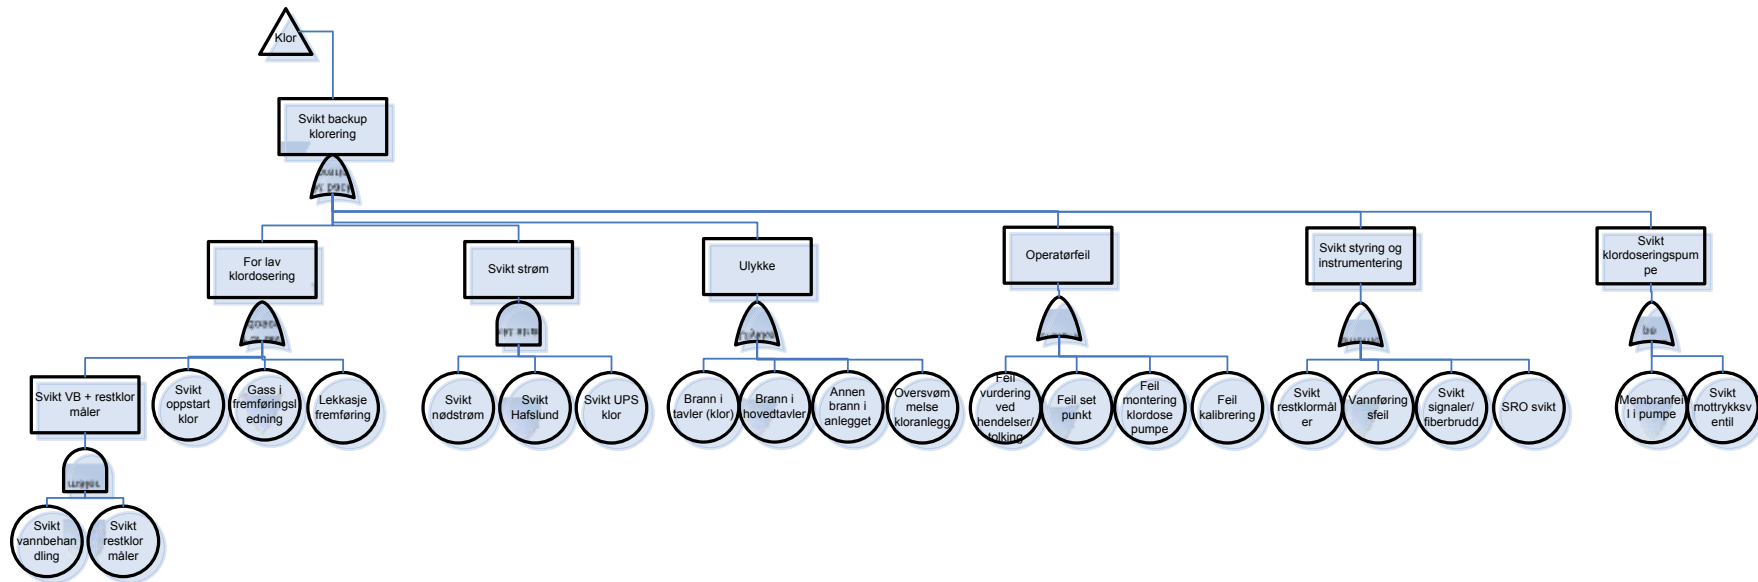 Klor
Svikt backup
klorering
For lav
klordosering
Svikt strøm
Ulykke
Operatørfeil
Svikt styring og
instrumentering
Svikt
klordoseringspum
pe
Svikt VB + restklor
måler
Svikt
oppstart
klor
Gass i
fremføringsl
edning
Lekkasje
fremføring
Svikt
nødstrøm
Svikt
Hafslund
Svikt UPS
klor
Brann i
tavler (klor)
Brann i
hovedtavler
Annen
brann i
anlegget
Oversvøm
melse
kloranlegg
Feil
vurdering
ved
hendelser/
tolking
Feil set
punkt
Feil
montering
klordose
pumpe
Feil
kalibrering
Svikt
restklormål
er
Vannføring
sfeil
Svikt
signaler/
fiberbrudd
SRO svikt
Membranfei
l i pumpe
Svikt
mottrykksv
entil
Svikt
vannbehan
dling
Svikt
restklor
måler